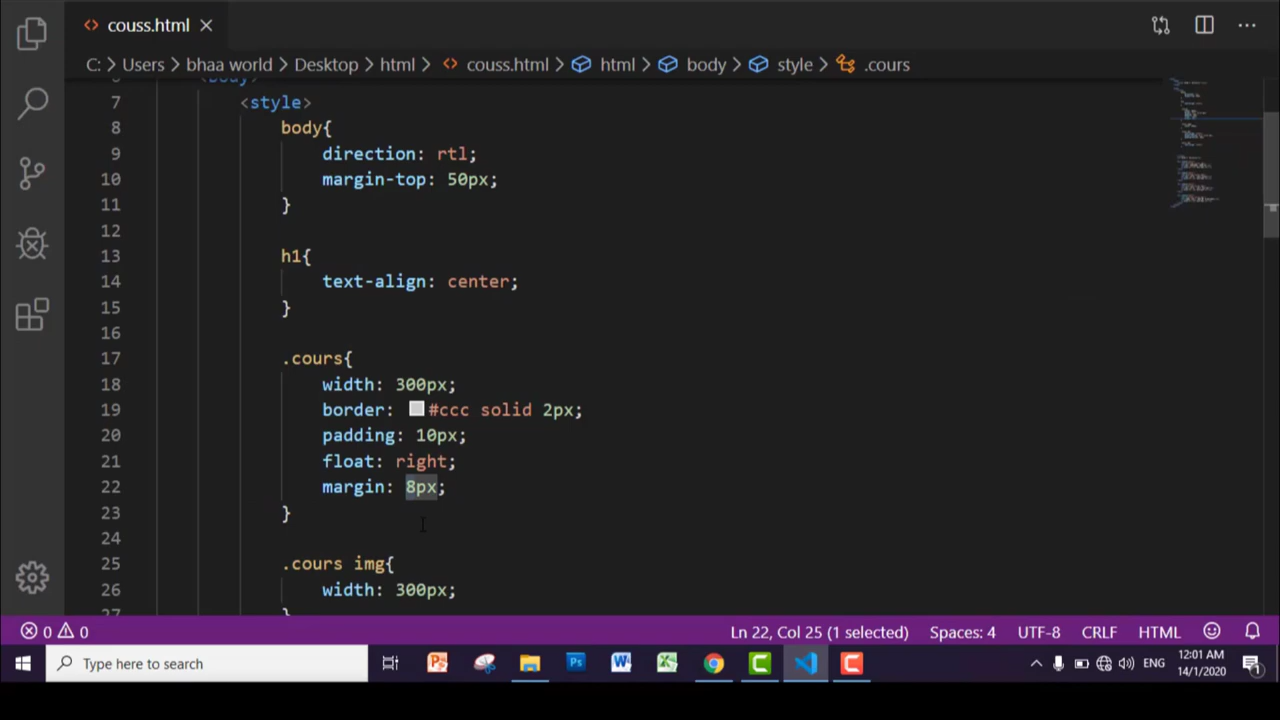 couss.html
C: Users bhaa world Desktop html couss.html html body style .cours
6 <body>
7 <style>
8 body{
9 direction: rtl;
10 margin-top: 50px;
11 }
12
13 h1{
14 text-align: center;
15 }
16
17 .cours{
18 width: 300px;
19 border: #ccc solid 2px;
20 padding: 10px;
21 float: right;
22 margin: 8px;
23 }
24
25 .cours img{
26 width: 300px;
27 }
0 0 Ln 22, Col 25 (1 selected) Spaces: 4 UTF-8 CRLF HTML
Type here to search ENG 12:01 AM
14/1/2020